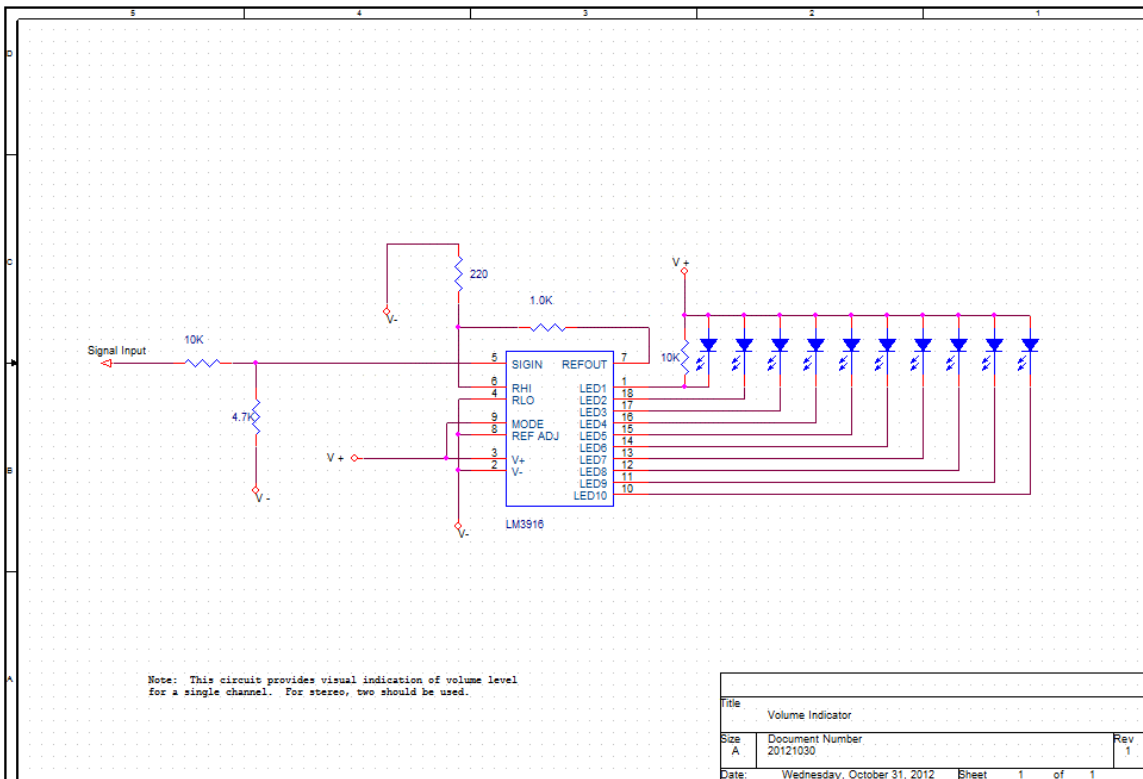 5 4 3 2 1
D
C
B
A
V +
220
1.0K
V-
10K
Signal Input
10K
4.7K
V -
5 SIGIN REFOUT 7
6 RHI LED1 1
4 RLO LED2 18
LED3 17
9 MODE LED4 16
8 REF ADJ LED5 15
LED6 14
V + 3 V+ LED7 13
2 V- LED8 12
LED9 11
LED10 10
LM3916
V-
Note: This circuit provides visual indication of volume level
for a single channel. For stereo, two should be used.
Title
Volume Indicator
Size Document Number Rev
A 20121030 1
Date: Wednesday, October 31, 2012 Sheet 1 of 1